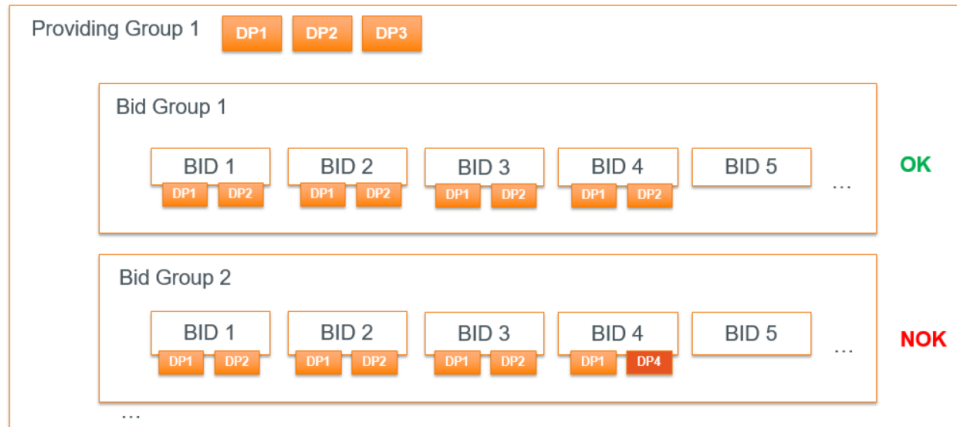 Providing Group 1 DP1 DP2 DP3
Bid Group 1
BID 1 BID 2 BID 3 BID 4 BID 5
DP1 DP2 DP1 DP2 DP1 DP2 DP1 DP2 ...
OK
Bid Group 2
BID 1 BID 2 BID 3 BID 4 BID 5
DP1 DP2 DP1 DP2 DP1 DP2 DP1 DP4 ...
NOK
...